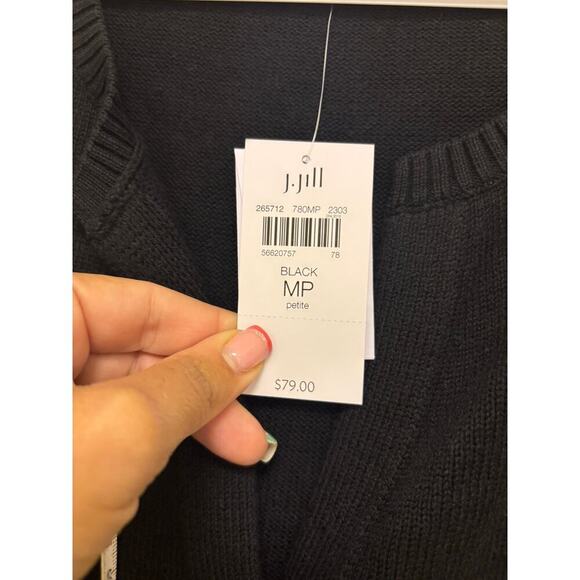 J.Jill
265712 780MP 2303
56620757 78
BLACK
MP
petite
$79.00